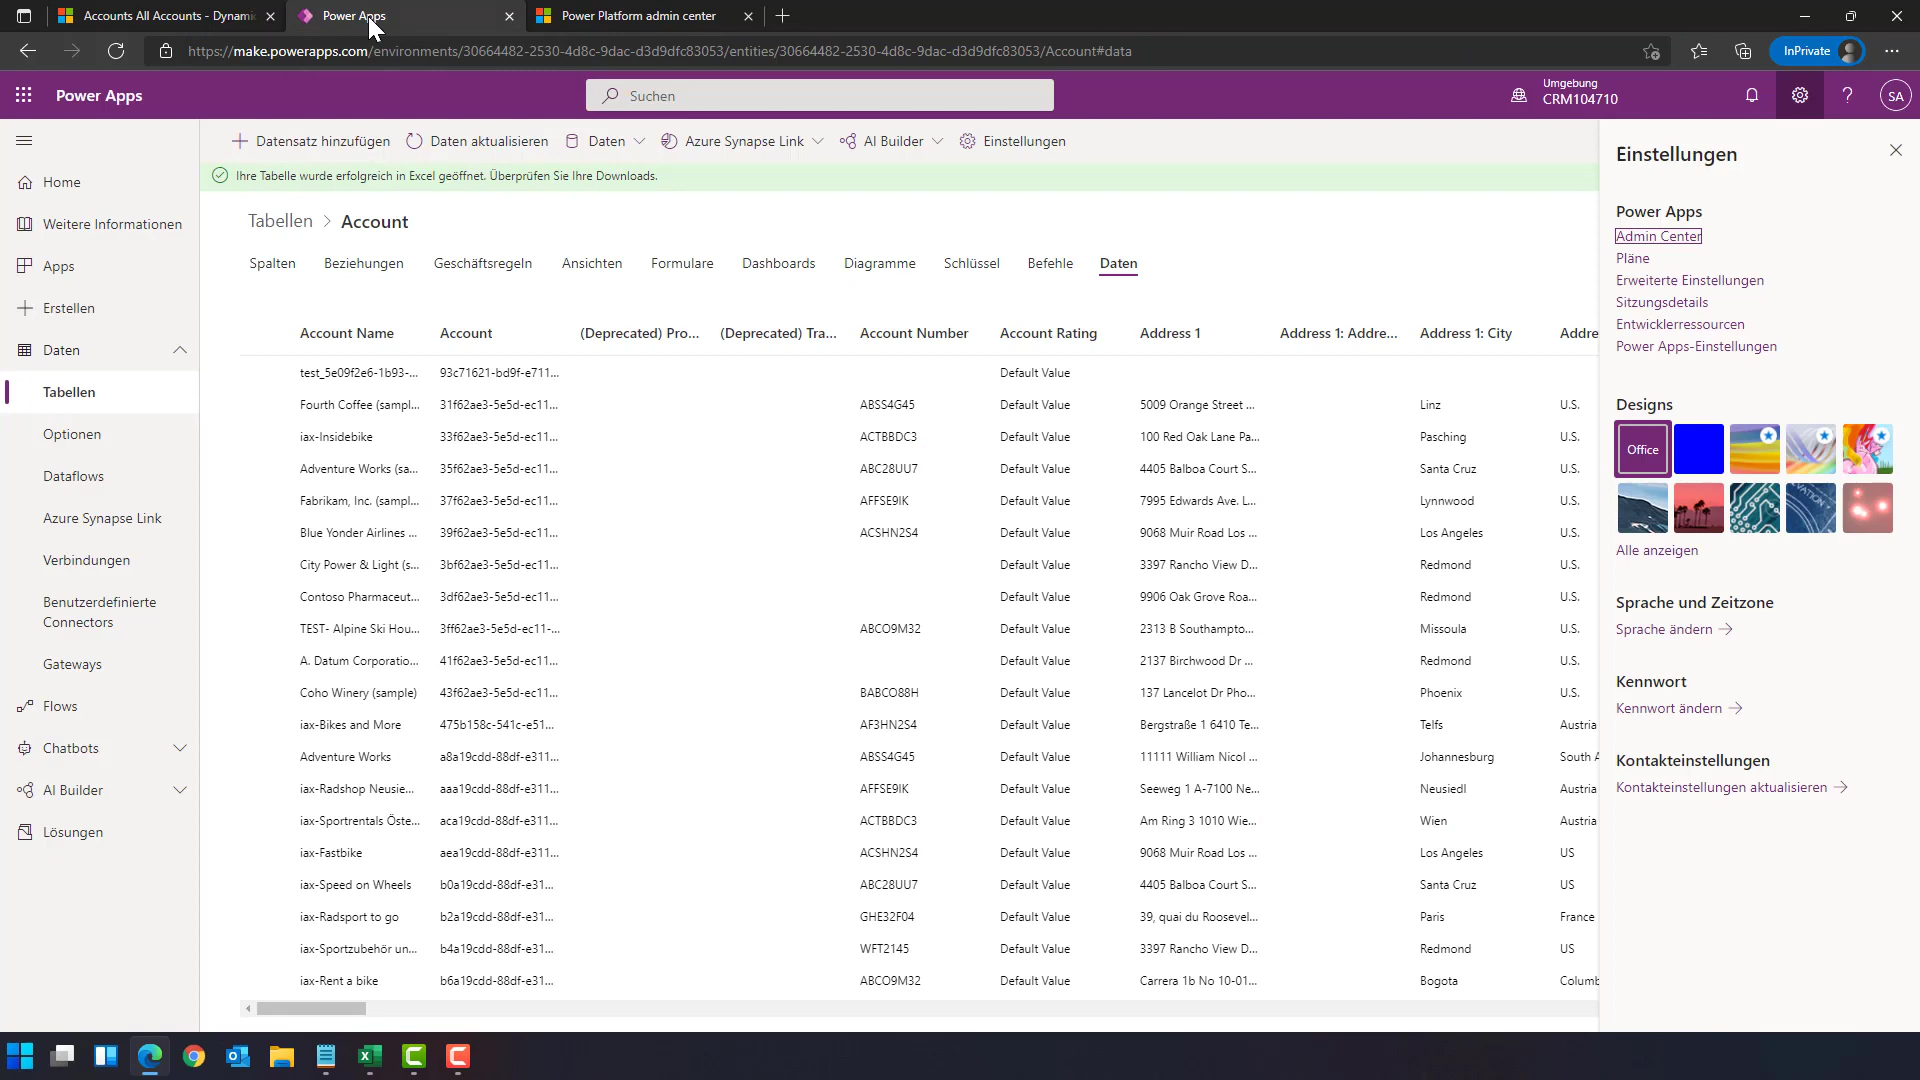 Accounts All Accounts - Dynami
Power Apps
Power Platform admin center
https://make.powerapps.com/environments/30664482-2530-4d8c-9dac-d3d9dfc83053/entities/30664482-2530-4d8c-9dac-d3d9dfc83053/Account#data
InPrivate
Power Apps
Suchen
Umgebung
CRM104710
SA
Datensatz hinzufügen
Daten aktualisieren
Daten
Azure Synapse Link
AI Builder
Einstellungen
Ihre Tabelle wurde erfolgreich in Excel geöffnet. Überprüfen Sie Ihre Downloads.
Home
Weitere Informationen
Apps
Erstellen
Daten
Tabellen
Optionen
Dataflows
Azure Synapse Link
Verbindungen
Benutzerdefinierte
Connectors
Gateways
Flows
Chatbots
AI Builder
Lösungen
Tabellen > Account
Spalten Beziehungen Geschäftsregeln Ansichten Formulare Dashboards Diagramme Schlüssel Befehle Daten
Account Name Account (Deprecated) Pro... (Deprecated) Tra... Account Number Account Rating Address 1 Address 1: Addre... Address 1: City Addre
test_5e09f2e6-1b93-... 93c71621-bd9f-e711... Default Value
Fourth Coffee (sampl... 31f62ae3-5e5d-ec11... ABSS4G45 Default Value 5009 Orange Street ... Linz U.S.
iax-Insidebike 33f62ae3-5e5d-ec11... ACTBBDC3 Default Value 100 Red Oak Lane Pa... Pasching U.S.
Adventure Works (sa... 35f62ae3-5e5d-ec11... ABC28UU7 Default Value 4405 Balboa Court S... Santa Cruz U.S.
Fabrikam, Inc. (sampl... 37f62ae3-5e5d-ec11... AFFSE9IK Default Value 7995 Edwards Ave. L... Lynnwood U.S.
Blue Yonder Airlines ... 39f62ae3-5e5d-ec11... ACSHN2S4 Default Value 9068 Muir Road Los ... Los Angeles U.S.
City Power & Light (s... 3bf62ae3-5e5d-ec11... Default Value 3397 Rancho View D... Redmond U.S.
Contoso Pharmaceut... 3df62ae3-5e5d-ec11... Default Value 9906 Oak Grove Roa... Redmond U.S.
TEST- Alpine Ski Hou... 3ff62ae3-5e5d-ec11-... ABCO9M32 Default Value 2313 B Southampto... Missoula U.S.
A. Datum Corporatio... 41f62ae3-5e5d-ec11... Default Value 2137 Birchwood Dr ... Redmond U.S.
Coho Winery (sample) 43f62ae3-5e5d-ec11... BABCO88H Default Value 137 Lancelot Dr Pho... Phoenix U.S.
iax-Bikes and More 475b158c-541c-e51... AF3HN2S4 Default Value Bergstraße 1 6410 Te... Telfs Austria
Adventure Works a8a19cdd-88df-e311... ABSS4G45 Default Value 11111 William Nicol ... Johannesburg South A
iax-Radshop Neusie... aaa19cdd-88df-e311... AFFSE9IK Default Value Seeweg 1 A-7100 Ne... Neusiedl Austria
iax-Sportrentals Öste... aca19cdd-88df-e311... ACTBBDC3 Default Value Am Ring 3 1010 Wie... Wien Austria
iax-Fastbike aea19cdd-88df-e311... ACSHN2S4 Default Value 9068 Muir Road Los ... Los Angeles US
iax-Speed on Wheels b0a19cdd-88df-e31... ABC28UU7 Default Value 4405 Balboa Court S... Santa Cruz US
iax-Radsport to go b2a19cdd-88df-e31... GHE32F04 Default Value 39, quai du Roosevel... Paris France
iax-Sportzubehör un... b4a19cdd-88df-e31... WFT2145 Default Value 3397 Rancho View D... Redmond US
iax-Rent a bike b6a19cdd-88df-e31... ABCO9M32 Default Value Carrera 1b No 10-01... Bogota Columb
Einstellungen
Power Apps
Admin Center
Pläne
Erweiterte Einstellungen
Sitzungsdetails
Entwicklerressourcen
Power Apps-Einstellungen
Designs
Office
Alle anzeigen
Sprache und Zeitzone
Sprache ändern
Kennwort
Kennwort ändern
Kontakteinstellungen
Kontakteinstellungen aktualisieren